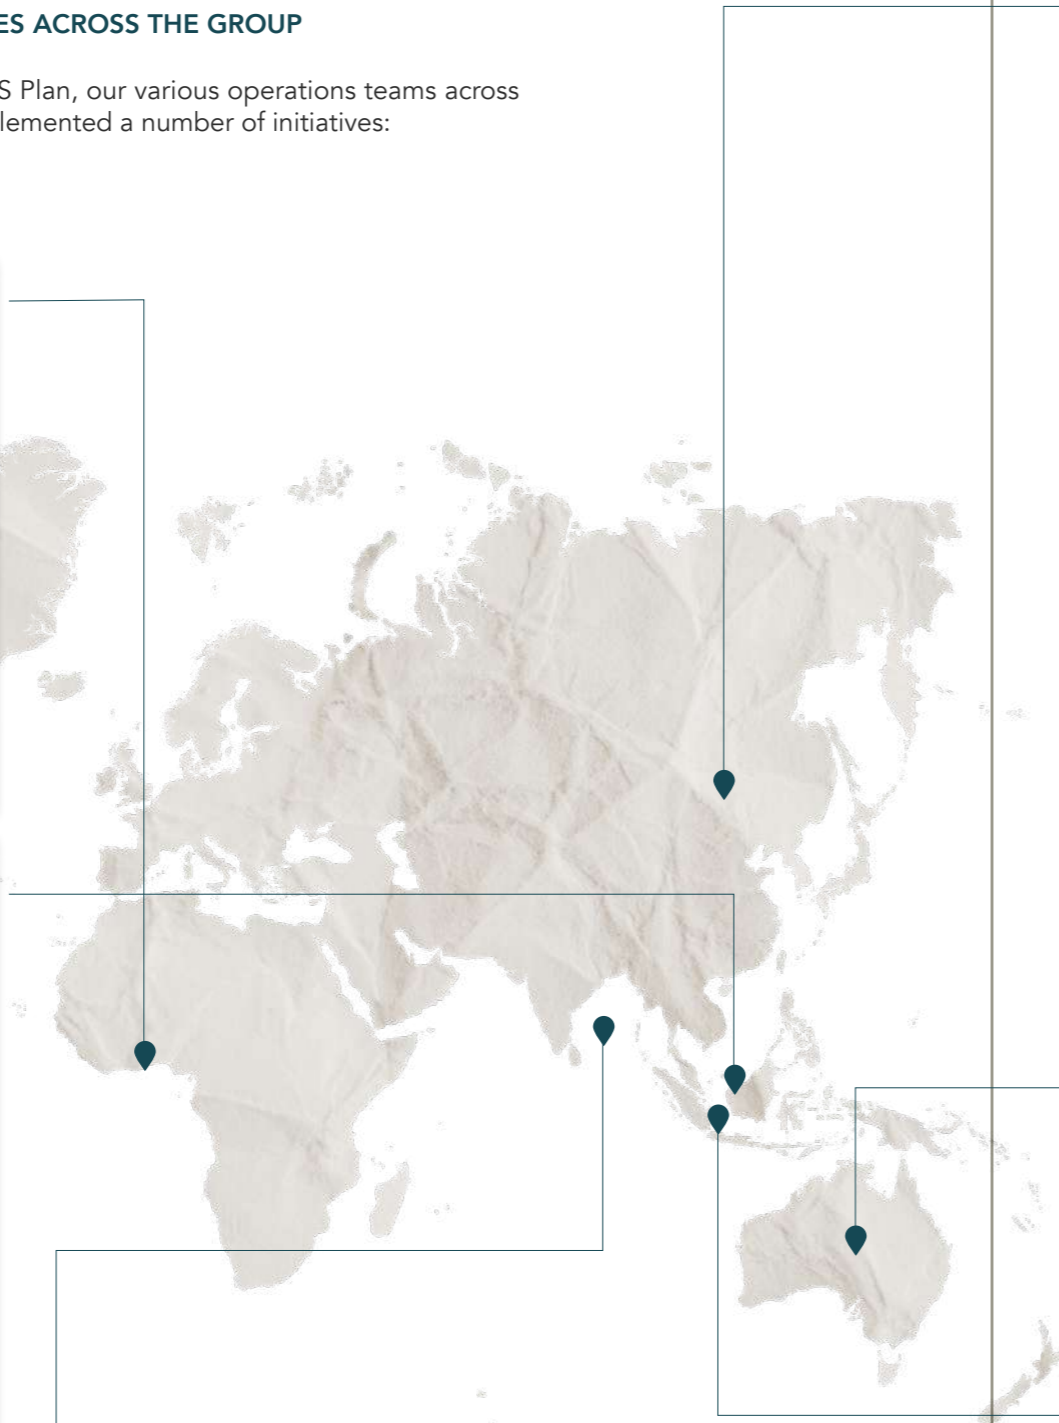 ES ACROSS THE GROUP
S Plan, our various operations teams across
lemented a number of initiatives: